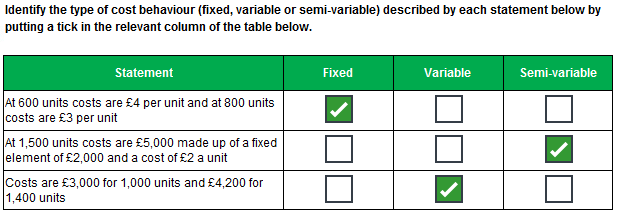 Identify the type of cost behaviour (fixed, variable or semi-variable) described by each statement below by
putting a tick in the relevant column of the table below.
Statement Fixed Variable Semi-variable
At 600 units costs are £4 per unit and at 800 units
costs are £3 per unit
At 1,500 units costs are £5,000 made up of a fixed
element of £2,000 and a cost of £2 a unit
Costs are £3,000 for 1,000 units and £4,200 for
1,400 units